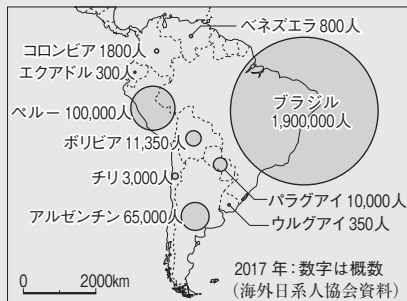 ベネズエラ 800人
コロンビア 1800人
エクアドル 300人
ペルー 100,000人
ブラジル
1,900,000人
ボリビア 11,350人
チリ 3,000人
パラグアイ 10,000人
アルゼンチン 65,000人
ウルグアイ 350人
0 2000km
2017年：数字は概数
（海外日系人協会資料）